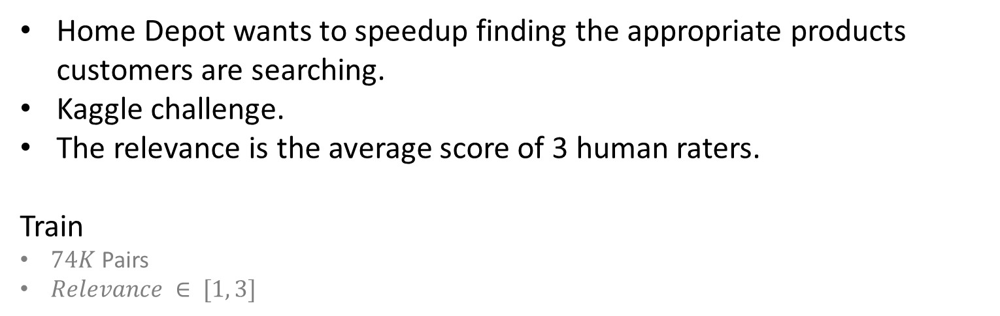 • Home Depot wants to speedup finding the appropriate products
customers are searching.
• Kaggle challenge.
• The relevance is the average score of 3 human raters.
Train
• 74K Pairs
• Relevance ∈ [1, 3]